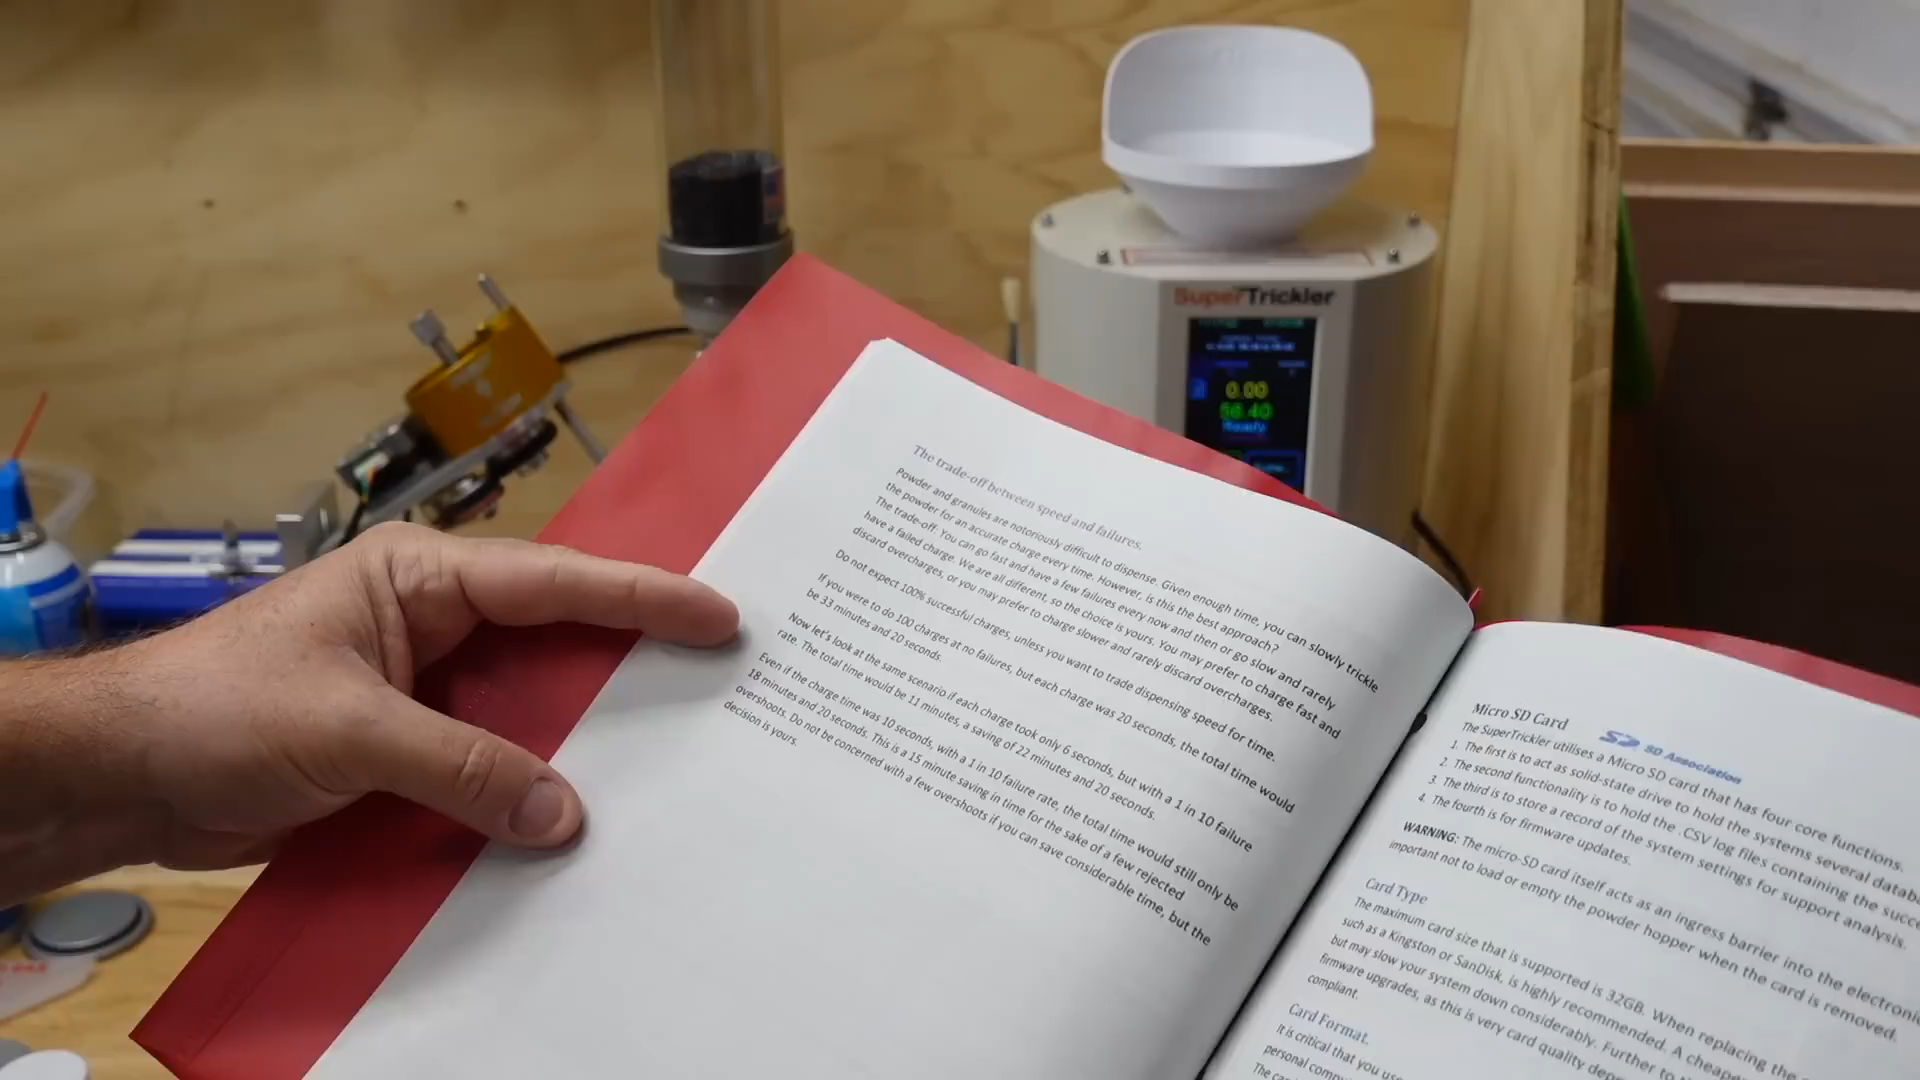 SuperTrickler
0.00
56.40
Ready
The trade-off between speed and failures.
Powder and granules are notoriously difficult to dispense. Given enough time, you can slowly trickle
the powder for an accurate charge every time. However, is this the best approach?
The trade-off: You can go fast and have a few failures every now and then or go slow and rarely
have a failed charge. We are all different, so the choice is yours. You may prefer to charge fast and
discard overcharges, or you may prefer to charge slower and rarely discard overcharges.
Do not expect 100% successful charges, unless you want to trade dispensing speed for time.
If you were to do 100 charges at no failures, but each charge was 20 seconds, the total time would
be 33 minutes and 20 seconds.
Now let's look at the same scenario if each charge took only 6 seconds, but with a 1 in 10 failure
rate. The total time would be 11 minutes, a saving of 22 minutes and 20 seconds.
Even if the charge time was 10 seconds, with a 1 in 10 failure rate, the total time would still only be
18 minutes and 20 seconds. This is a 15 minute saving in time for the sake of a few rejected
overshoots. Do not be concerned with a few overshoots if you can save considerable time, but the
decision is yours.
Micro SD Card
SD Association
The SuperTrickler utilises a Micro SD card that has four core functions.
1. The first is to act as solid-state drive to hold the systems several databa
2. The second functionality is to hold the .CSV log files containing the succe
3. The third is to store a record of the system settings for support analysis.
4. The fourth is for firmware updates.
WARNING: The micro-SD card itself acts as an ingress barrier into the electroni
important not to load or empty the powder hopper when the card is removed.
Card Type
The maximum card size that is supported is 32GB. When replacing the
such as a Kingston or SanDisk, is highly recommended. A cheape
but may slow your system down considerably. Further to t
firmware upgrades, as this is very card quality dep
compliant.
Card Format.
It is critical that you use
personal compu
The car